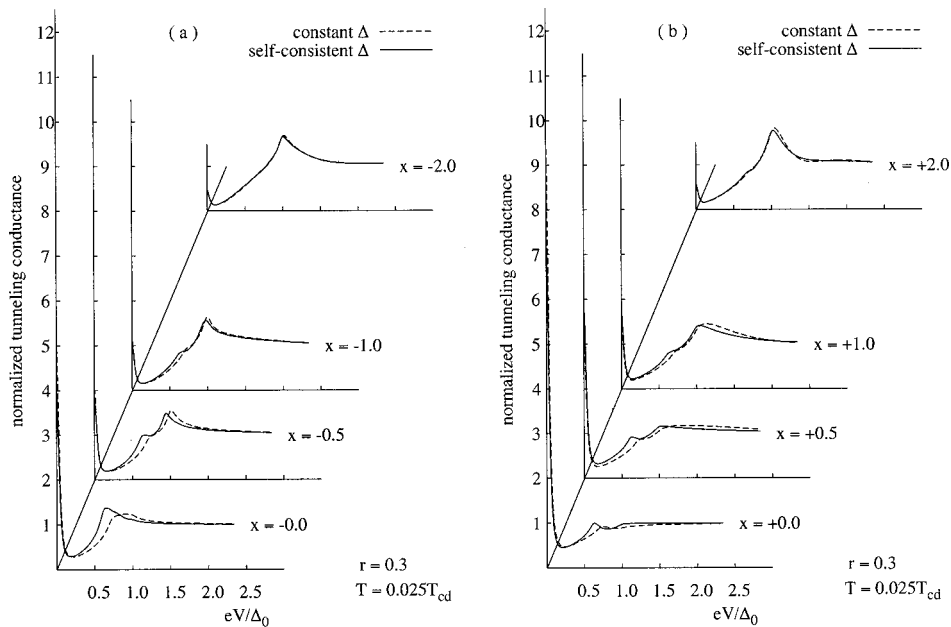 ( a )
constant Δ
self-consistent Δ
12
11
10
9
8
7
6
5
4
3
2
1
normalized tunneling conductance
x = -2.0
x = -1.0
x = -0.5
x = -0.0
r = 0.3
T = 0.025T_cd
0.5 1.0 1.5 2.0 2.5
eV/Δ_0
( b )
constant Δ
self-consistent Δ
12
11
10
9
8
7
6
5
4
3
2
1
normalized tunneling conductance
x = +2.0
x = +1.0
x = +0.5
x = +0.0
r = 0.3
T = 0.025T_cd
0.5 1.0 1.5 2.0 2.5
eV/Δ_0